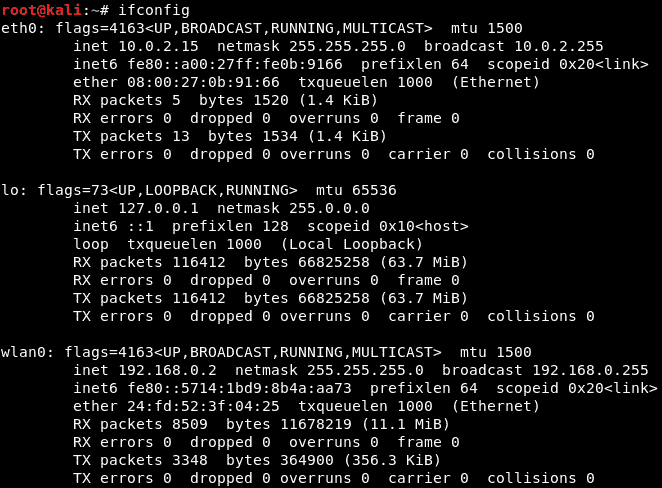 root@kali:~# ifconfig
eth0: flags=4163<UP,BROADCAST,RUNNING,MULTICAST>  mtu 1500
        inet 10.0.2.15  netmask 255.255.255.0  broadcast 10.0.2.255
        inet6 fe80::a00:27ff:fe0b:9166  prefixlen 64  scopeid 0x20<link>
        ether 08:00:27:0b:91:66  txqueuelen 1000  (Ethernet)
        RX packets 5  bytes 1520 (1.4 KiB)
        RX errors 0  dropped 0  overruns 0  frame 0
        TX packets 13  bytes 1534 (1.4 KiB)
        TX errors 0  dropped 0 overruns 0  carrier 0  collisions 0

lo: flags=73<UP,LOOPBACK,RUNNING>  mtu 65536
        inet 127.0.0.1  netmask 255.0.0.0
        inet6 ::1  prefixlen 128  scopeid 0x10<host>
        loop  txqueuelen 1000  (Local Loopback)
        RX packets 116412  bytes 66825258 (63.7 MiB)
        RX errors 0  dropped 0  overruns 0  frame 0
        TX packets 116412  bytes 66825258 (63.7 MiB)
        TX errors 0  dropped 0 overruns 0  carrier 0  collisions 0

wlan0: flags=4163<UP,BROADCAST,RUNNING,MULTICAST>  mtu 1500
        inet 192.168.0.2  netmask 255.255.255.0  broadcast 192.168.0.255
        inet6 fe80::5714:1bd9:8b4a:aa73  prefixlen 64  scopeid 0x20<link>
        ether 24:fd:52:3f:04:25  txqueuelen 1000  (Ethernet)
        RX packets 8509  bytes 11678219 (11.1 MiB)
        RX errors 0  dropped 0  overruns 0  frame 0
        TX packets 3348  bytes 364900 (356.3 KiB)
        TX errors 0  dropped 0 overruns 0  carrier 0  collisions 0